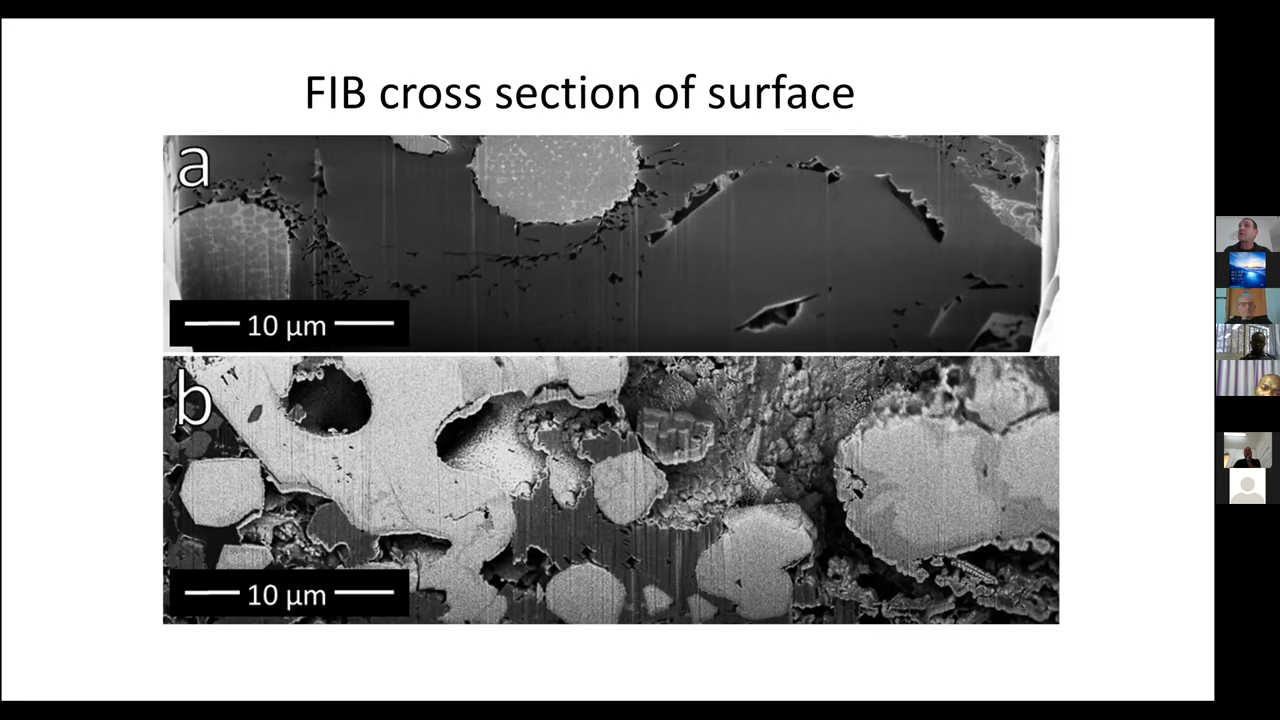 FIB cross section of surface
a
10 μm
b
10 μm